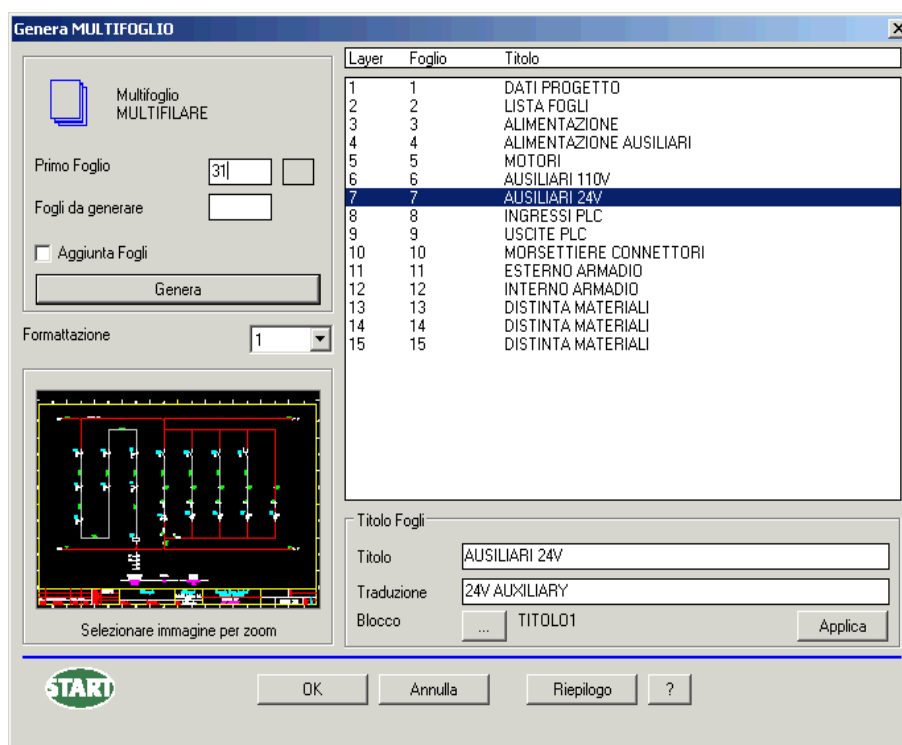 Genera MULTIFOGLIO
Multifoglio
MULTIFILARE
Primo Foglio 31
Fogli da generare
Aggiunta Fogli
Genera
Formattazione 1
Selezionare immagine per zoom
Layer Foglio Titolo
1 1 DATI PROGETTO
2 2 LISTA FOGLI
3 3 ALIMENTAZIONE
4 4 ALIMENTAZIONE AUSILIARI
5 5 MOTORI
6 6 AUSILIARI 110V
7 7 AUSILIARI 24V
8 8 INGRESSI PLC
9 9 USCITE PLC
10 10 MORSETTIERE CONNETTORI
11 11 ESTERNO ARMADIO
12 12 INTERNO ARMADIO
13 13 DISTINTA MATERIALI
14 14 DISTINTA MATERIALI
15 15 DISTINTA MATERIALI
Titolo Fogli
Titolo AUSILIARI 24V
Traduzione 24V AUXILIARY
Blocco ... TITOLO1 Applica
START OK Annulla Riepilogo ?